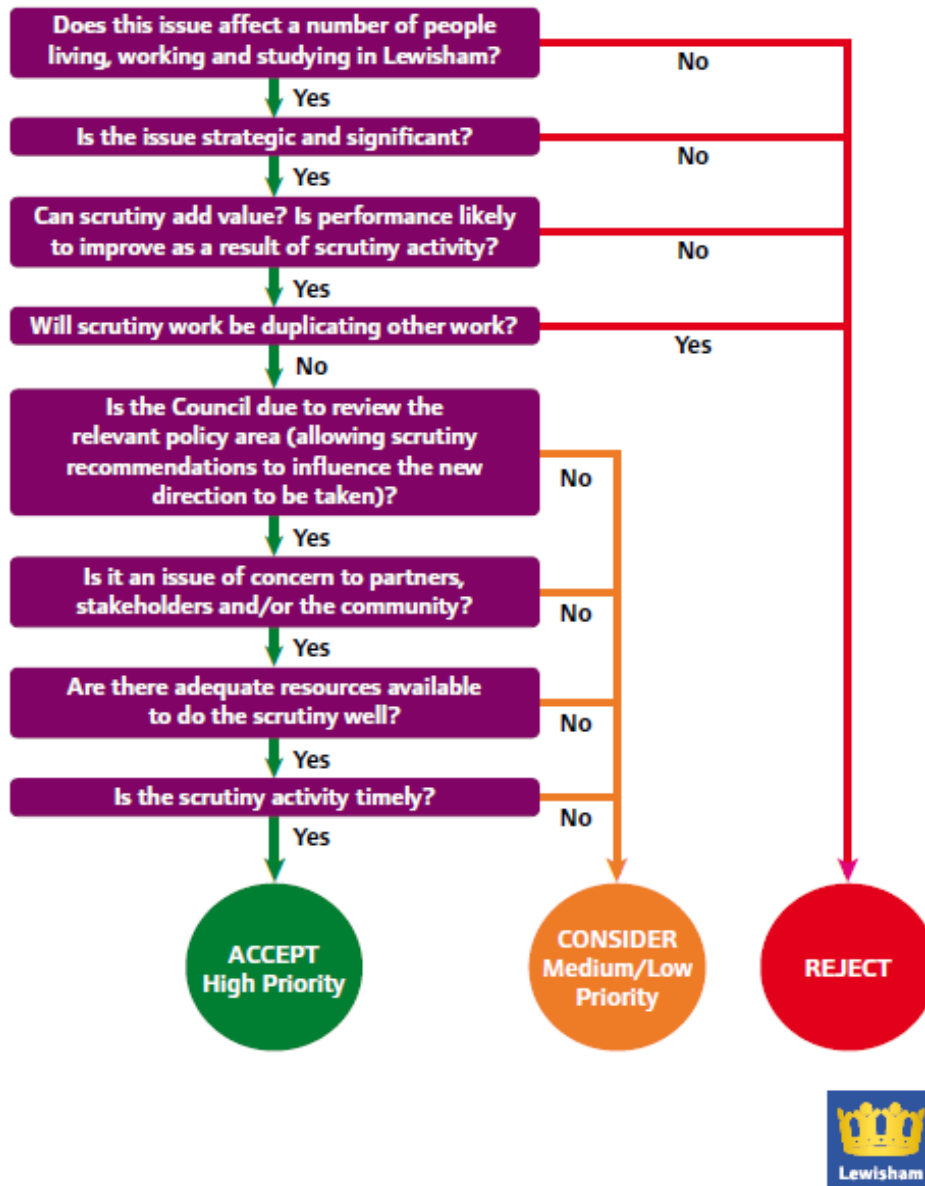 Does this issue affect a number of people
living, working and studying in Lewisham?
No
Yes
Is the issue strategic and significant?
No
Yes
Can scrutiny add value? Is performance likely
to improve as a result of scrutiny activity?
No
Yes
Will scrutiny work be duplicating other work?
Yes
No
Is the Council due to review the
relevant policy area (allowing scrutiny
recommendations to influence the new
direction to be taken)?
No
Yes
Is it an issue of concern to partners,
stakeholders and/or the community?
No
Yes
Are there adequate resources available
to do the scrutiny well?
No
Yes
Is the scrutiny activity timely?
No
Yes
ACCEPT
High Priority
CONSIDER
Medium/Low
Priority
REJECT
Lewisham